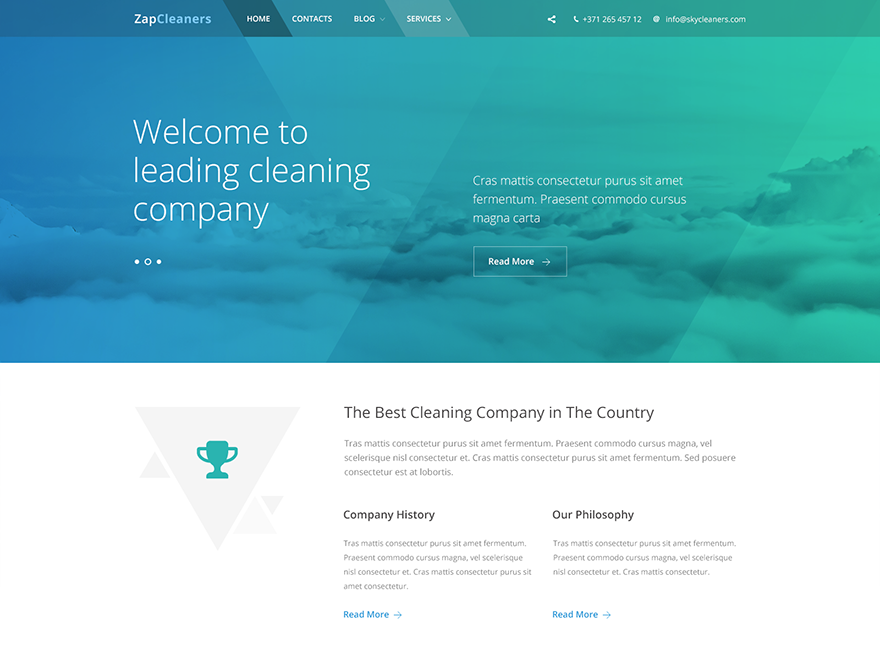 ZapCleaners HOME CONTACTS BLOG SERVICES +371 265 457 12 info@skycleaners.com
Welcome to
leading cleaning
company
Cras mattis consectetur purus sit amet
fermentum. Praesent commodo cursus
magna carta
Read More
The Best Cleaning Company in The Country
Tras mattis consectetur purus sit amet fermentum. Praesent commodo cursus magna, vel
scelerisque nisl consectetur et. Cras mattis consectetur purus sit amet fermentum. Sed posuere
consectetur est at lobortis.
Company History
Tras mattis consectetur purus sit amet fermentum.
Praesent commodo cursus magna, vel scelerisque
nisl consectetur et. Cras mattis consectetur purus sit
amet consectetur.
Read More
Our Philosophy
Tras mattis consectetur purus sit amet fermentum.
Praesent commodo cursus magna, vel scelerisque
nisl consectetur et. Cras mattis consectetur.
Read More